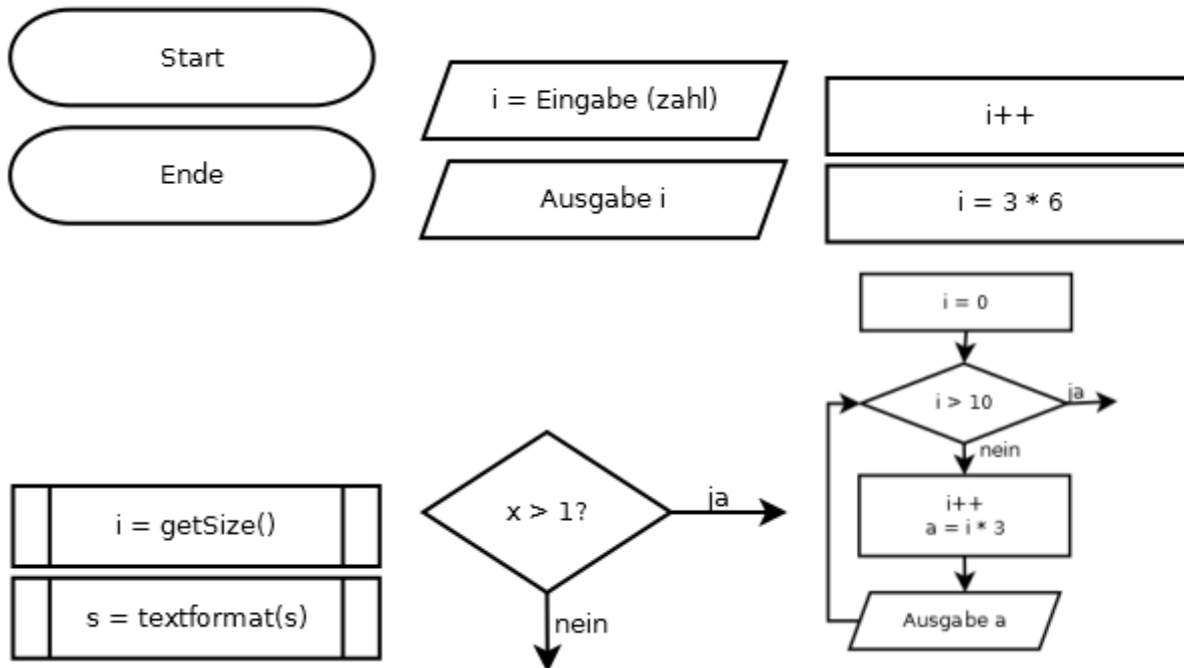 Start
Ende
i = Eingabe (zahl)
Ausgabe i
i++
i = 3 * 6
i = getSize()
s = textformat(s)
x > 1?
ja
nein
i = 0
i > 10
ja
nein
i++
a = i * 3
Ausgabe a